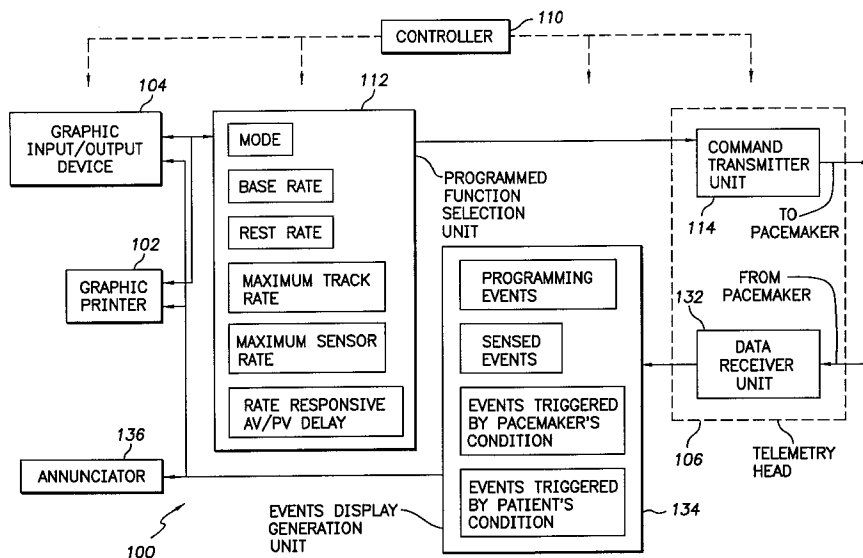 CONTROLLER
110
104
GRAPHIC
INPUT/OUTPUT
DEVICE
112
MODE
BASE RATE
REST RATE
MAXIMUM TRACK
RATE
MAXIMUM SENSOR
RATE
RATE RESPONSIVE
AV/PV DELAY
PROGRAMMED
FUNCTION
SELECTION
UNIT
COMMAND
TRANSMITTER
UNIT
114
TO
PACEMAKER
102
GRAPHIC
PRINTER
PROGRAMMING
EVENTS
SENSED
EVENTS
EVENTS TRIGGERED
BY PACEMAKER'S
CONDITION
EVENTS TRIGGERED
BY PATIENT'S
CONDITION
FROM
PACEMAKER
132
DATA
RECEIVER
UNIT
106
TELEMETRY
HEAD
136
ANNUNCIATOR
100
EVENTS DISPLAY
GENERATION
UNIT
134